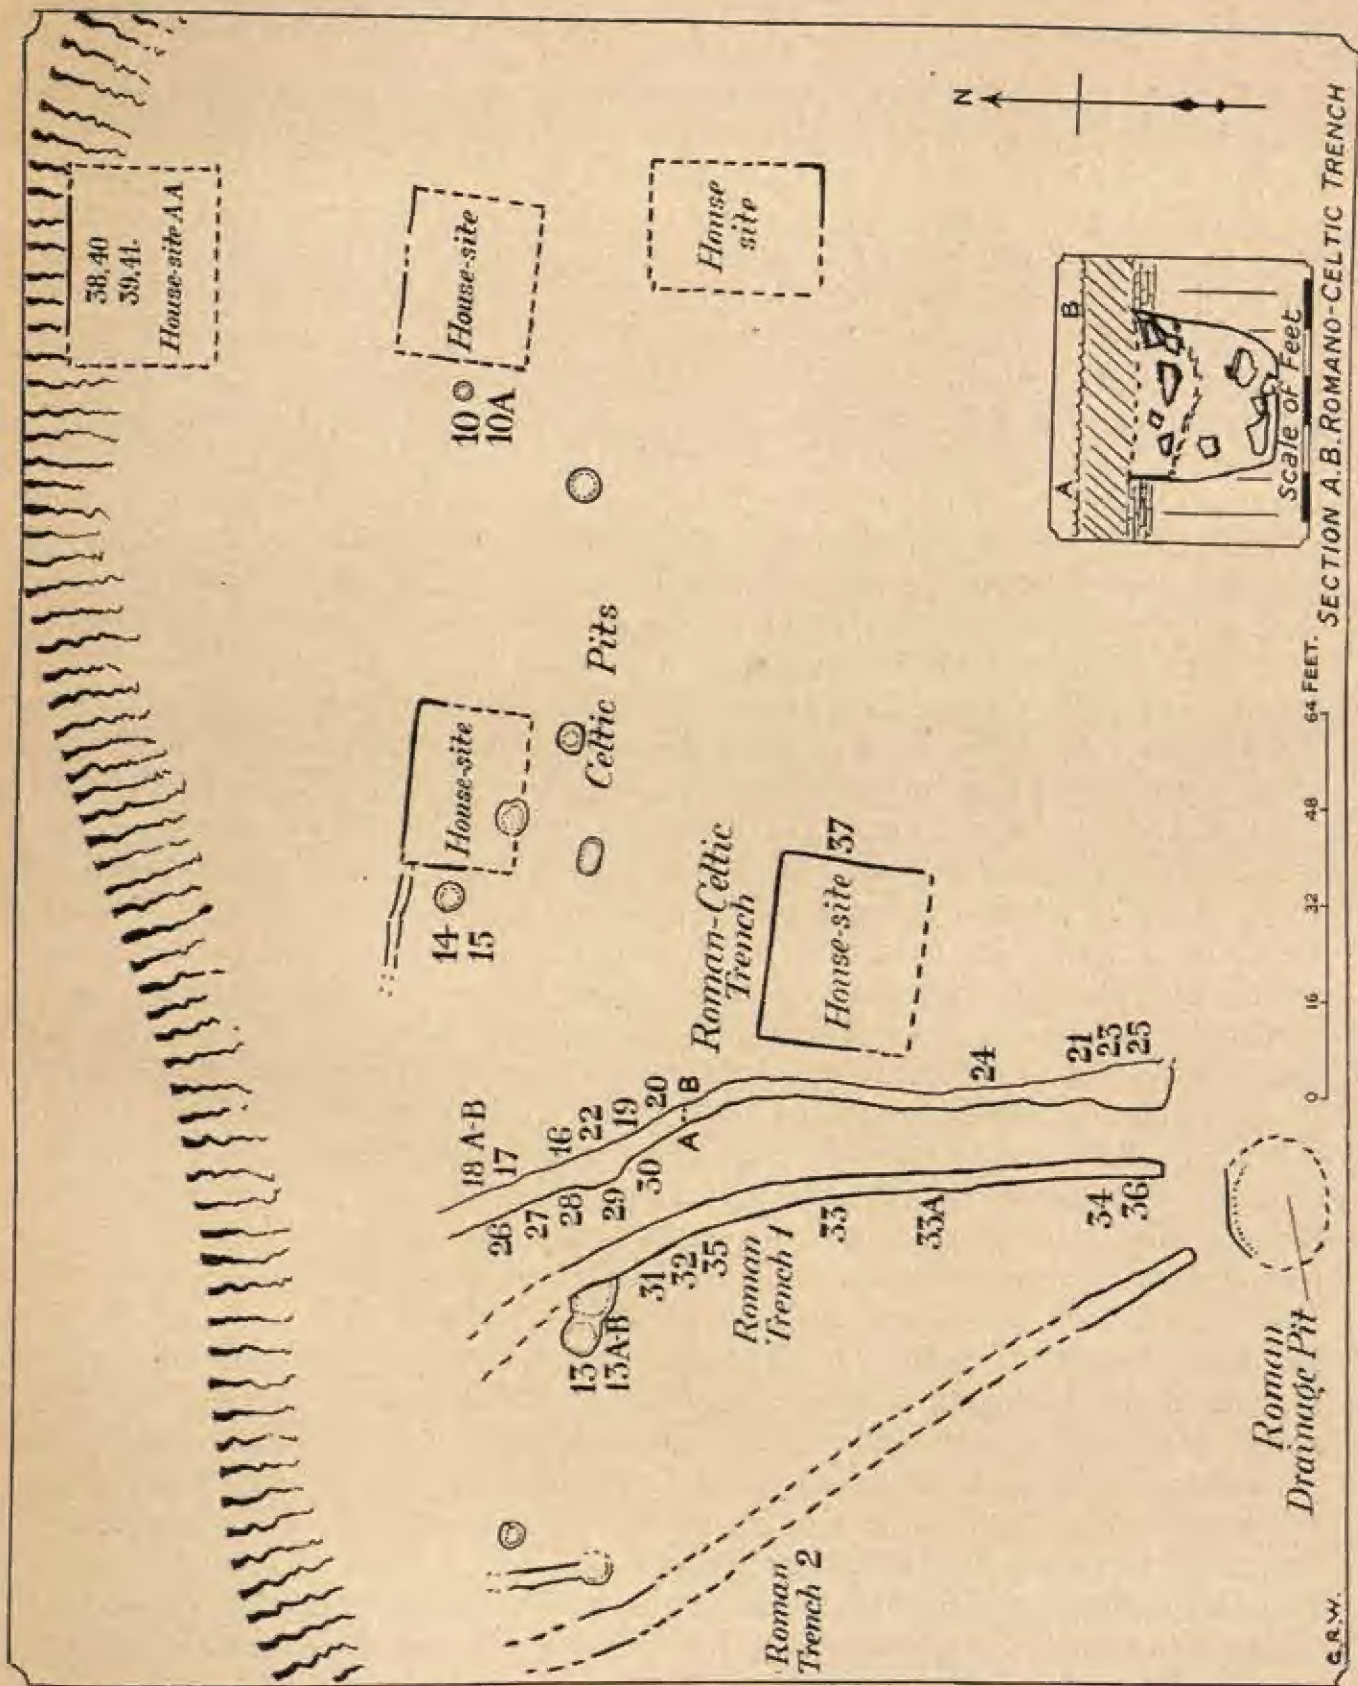 38.40
39.41.
House-site AA
N
House-site
House
site
10
10A
Celtic Pits
House-site
14
15
Roman-Celtic
Trench
House-site
37
18 A-B
17
16
22
19
20
A
B
26
27
28
29
30
24
21
23
25
13
13A-B
31
32
35
Roman
Trench 1
33
33A
34
36
Roman
Trench 2
Roman
Drainage Pit
A
B
Scale of Feet
SECTION A.B. ROMANO-CELTIC TRENCH
0 16 32 48 64 FEET.
G.R.W.